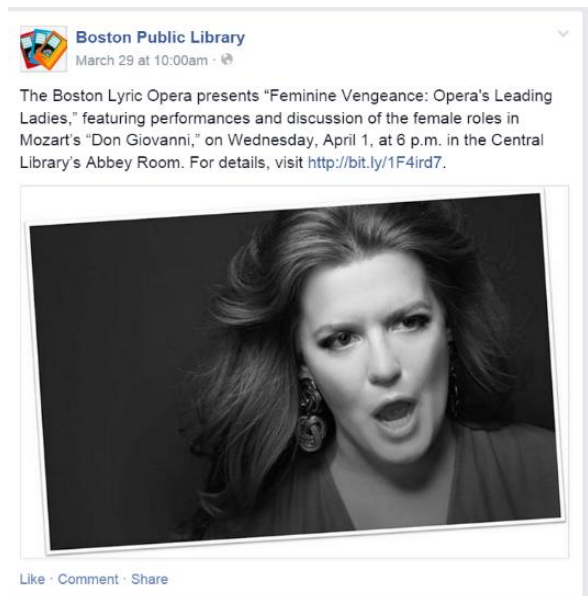 Boston Public Library
March 29 at 10:00am ·
The Boston Lyric Opera presents “Feminine Vengeance: Opera's Leading
Ladies,” featuring performances and discussion of the female roles in
Mozart’s “Don Giovanni,” on Wednesday, April 1, at 6 p.m. in the Central
Library’s Abbey Room. For details, visit http://bit.ly/1F4ird7.
Like · Comment · Share